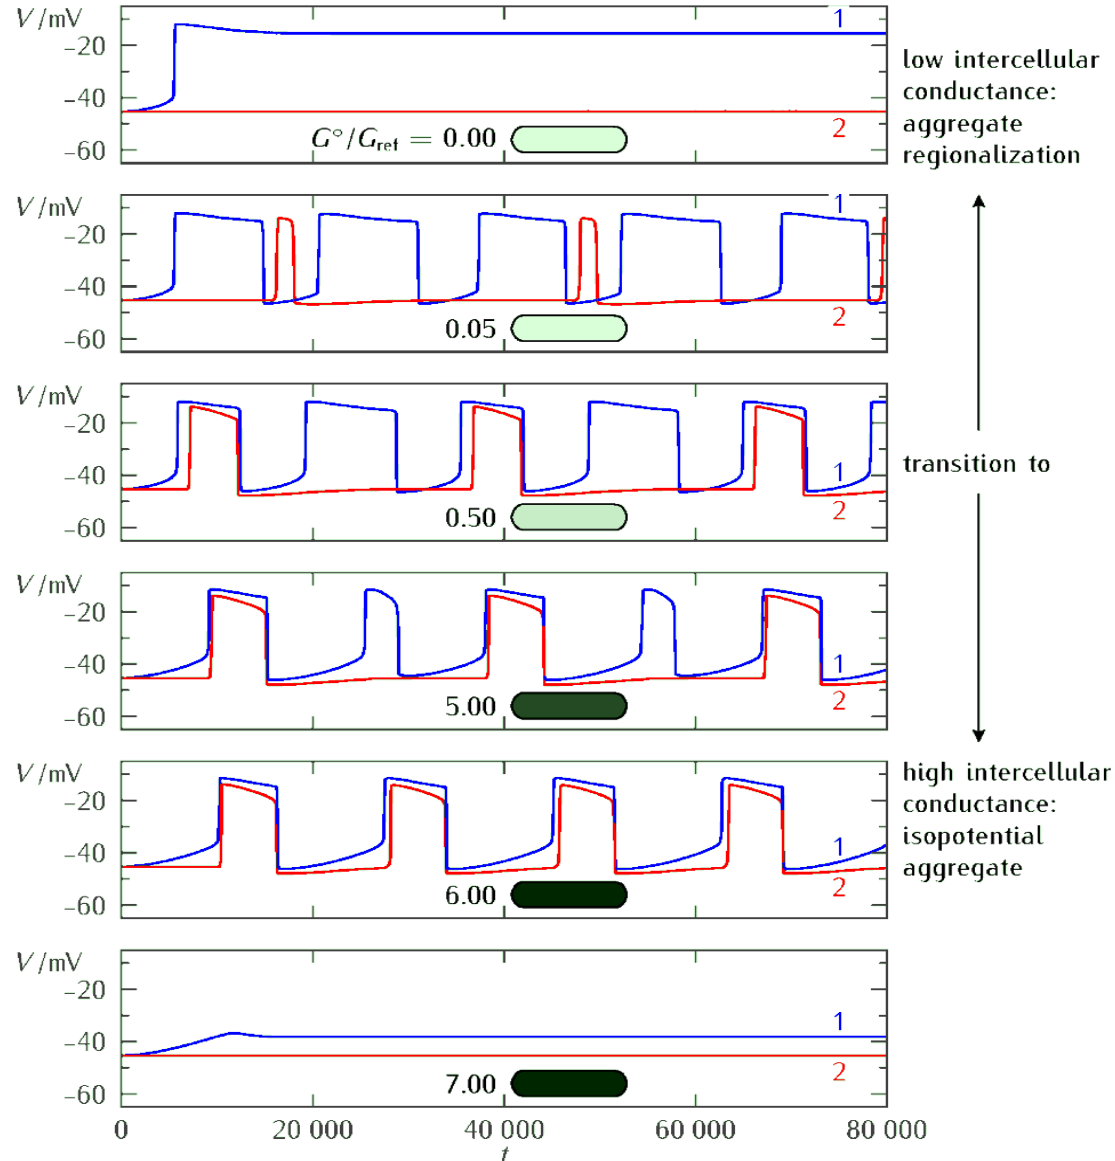 V/mV
−20
−40
−60
1
2
G°/G_ref = 0.00
low intercellular
conductance:
aggregate
regionalization
V/mV
−20
−40
−60
1
2
0.05
V/mV
−20
−40
−60
1
2
0.50
transition to
V/mV
−20
−40
−60
1
2
5.00
V/mV
−20
−40
−60
1
2
6.00
high intercellular
conductance:
isopotential
aggregate
V/mV
−20
−40
−60
1
2
7.00
0 20 000 40 000 60 000 80 000
t